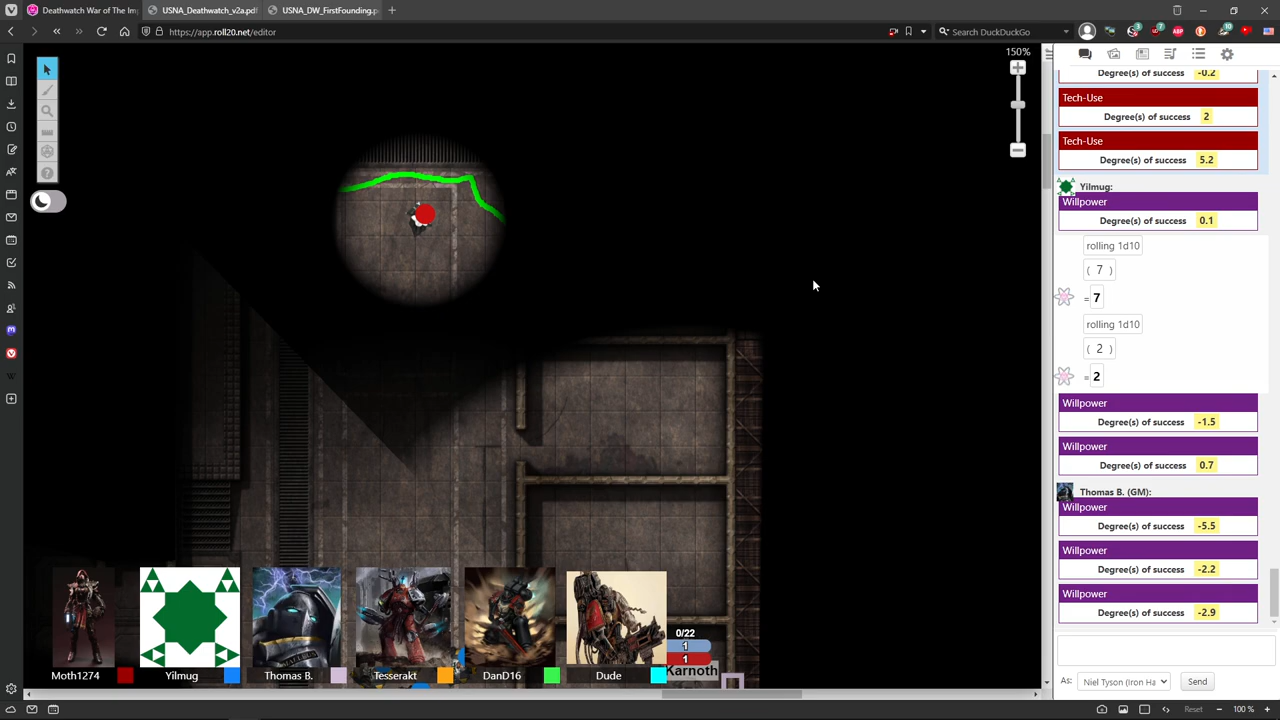 Deathwatch War of The Im
USNA_Deathwatch_v2a.pdf
USNA_DW_FirstFounding.p
https://app.roll20.net/editor
Search DuckDuckGo
150%
Degree(s) of success -0.2
Tech-Use
Degree(s) of success 2
Tech-Use
Degree(s) of success 5.2
Yilmug:
Willpower
Degree(s) of success 0.1
rolling 1d10
( 7 )
= 7
rolling 1d10
( 2 )
= 2
Willpower
Degree(s) of success -1.5
Willpower
Degree(s) of success 0.7
Thomas B. (GM):
Willpower
Degree(s) of success -5.5
Willpower
Degree(s) of success -2.2
Willpower
Degree(s) of success -2.9
0/22
1
1
Karnoth
Moth1274
Yilmug
Thomas B.
Tesserakt
DanD16
Dude
As: Niel Tyson (Iron Ha
Send
Reset
100 %